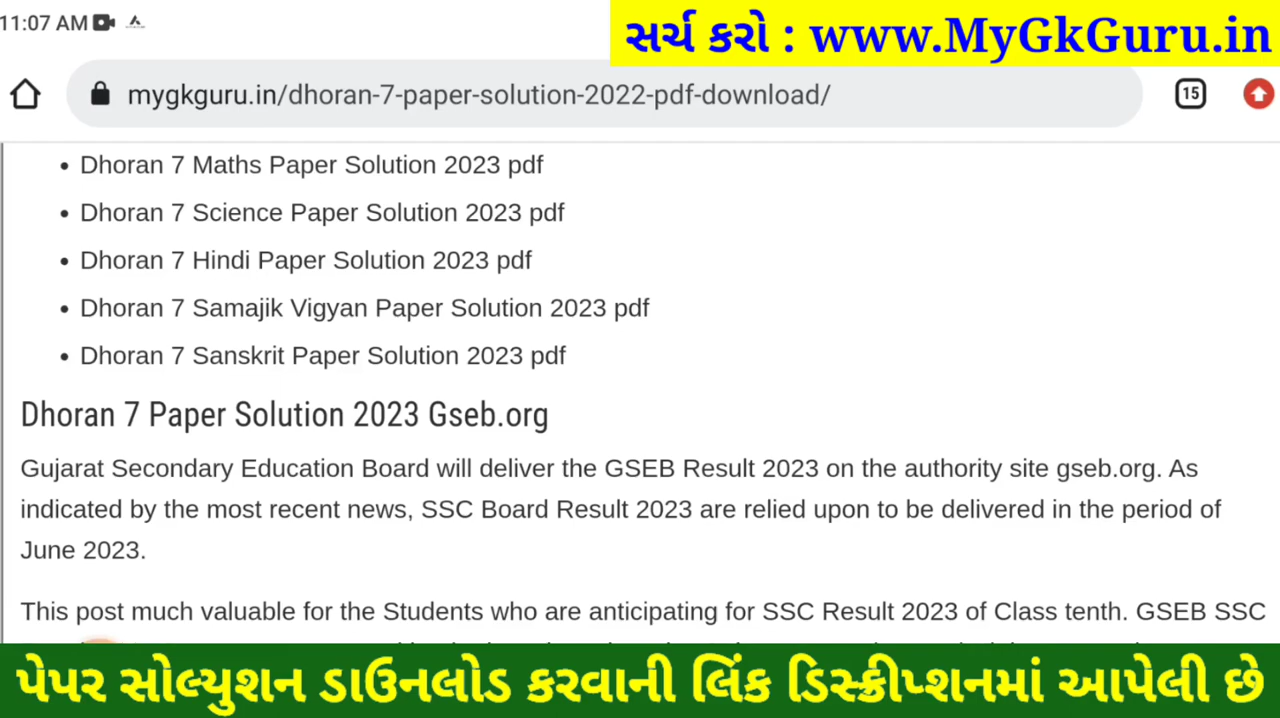 11:07 AM
સર્ચ કરો : www.MyGkGuru.in
mygkguru.in/dhoran-7-paper-solution-2022-pdf-download/
15
• Dhoran 7 Maths Paper Solution 2023 pdf
• Dhoran 7 Science Paper Solution 2023 pdf
• Dhoran 7 Hindi Paper Solution 2023 pdf
• Dhoran 7 Samajik Vigyan Paper Solution 2023 pdf
• Dhoran 7 Sanskrit Paper Solution 2023 pdf
Dhoran 7 Paper Solution 2023 Gseb.org
Gujarat Secondary Education Board will deliver the GSEB Result 2023 on the authority site gseb.org. As
indicated by the most recent news, SSC Board Result 2023 are relied upon to be delivered in the period of
June 2023.
This post much valuable for the Students who are anticipating for SSC Result 2023 of Class tenth. GSEB SSC
પેપર સોલ્યુશન ડાઉનલોડ કરવાની લિંક ડિસ્ક્રીપ્શનમાં આપેલી છે